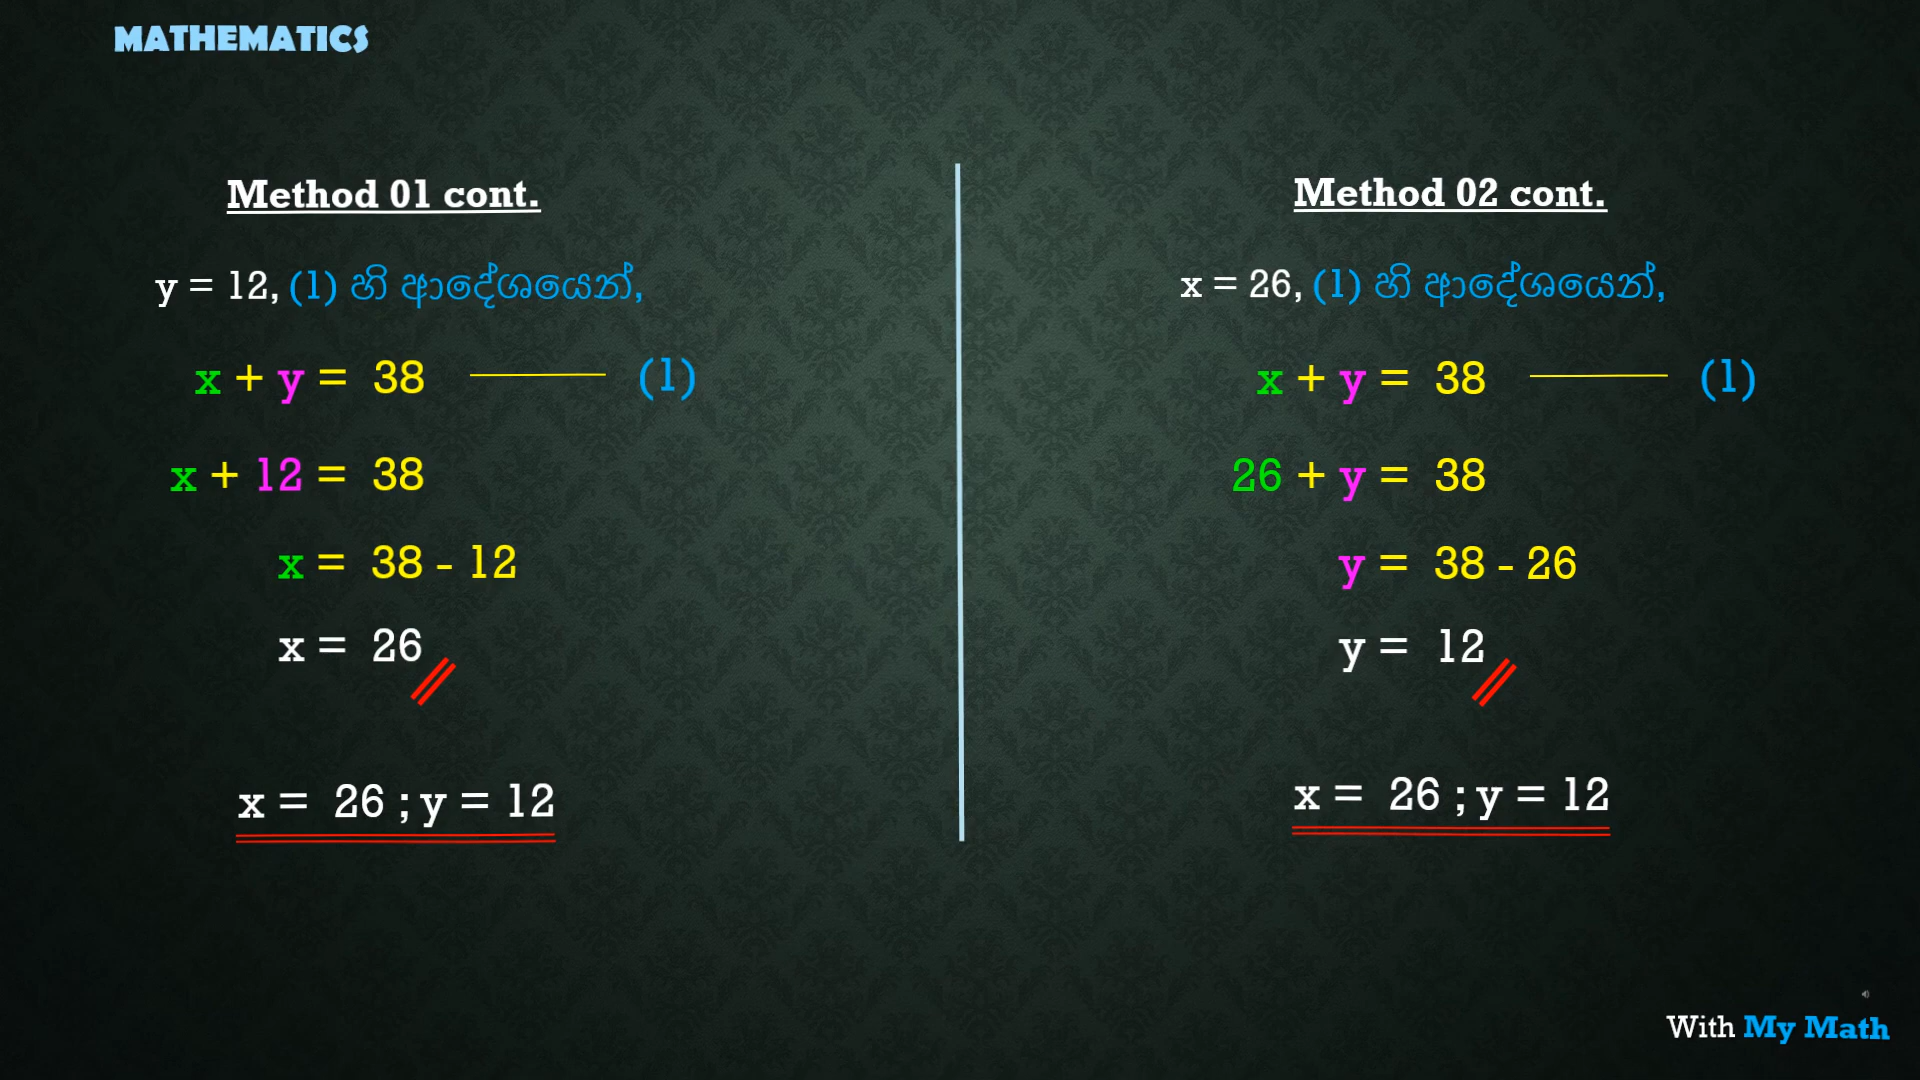 MATHEMATICS
Method 01 cont.
y = 12, (1) හි ආදේශයෙන්,
x + y = 38 (1)
x + 12 = 38
x = 38 - 12
x = 26
x = 26 ; y = 12
Method 02 cont.
x = 26, (1) හි ආදේශයෙන්,
x + y = 38 (1)
26 + y = 38
y = 38 - 26
y = 12
x = 26 ; y = 12
With My Math